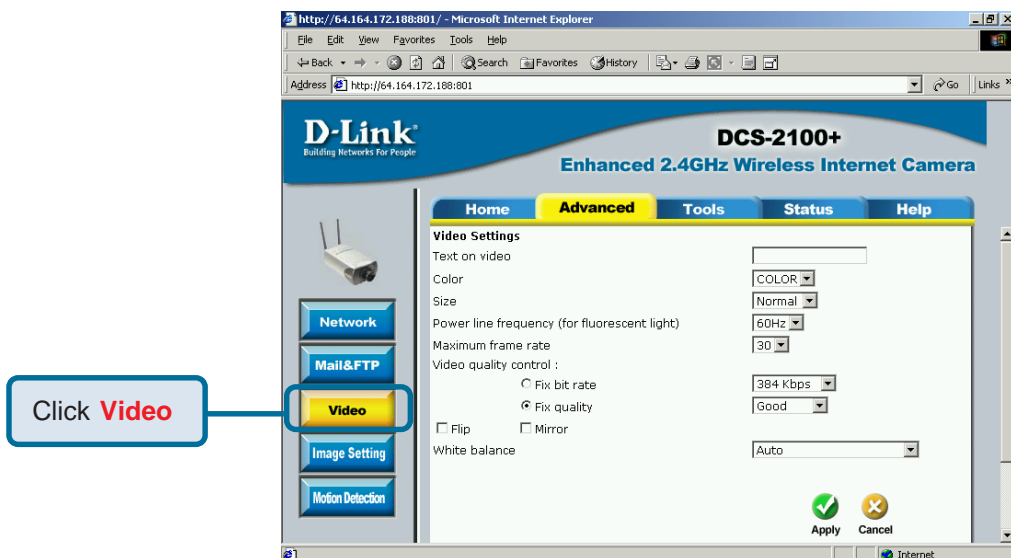 http://64.164.172.188:801/ - Microsoft Internet Explorer
File Edit View Favorites Tools Help
Back Search Favorites History
Address http://64.164.172.188:801 Go Links »
D-Link®
Building Networks For People
DCS-2100+
Enhanced 2.4GHz Wireless Internet Camera
Home Advanced Tools Status Help
Video Settings
Text on video
Color COLOR
Size Normal
Power line frequency (for fluorescent light) 60Hz
Maximum frame rate 30
Video quality control :
Fix bit rate 384 Kbps
Fix quality Good
Flip Mirror
White balance Auto
Apply Cancel
Network
Mail&FTP
Video
Image Setting
Motion Detection
Click Video
Internet